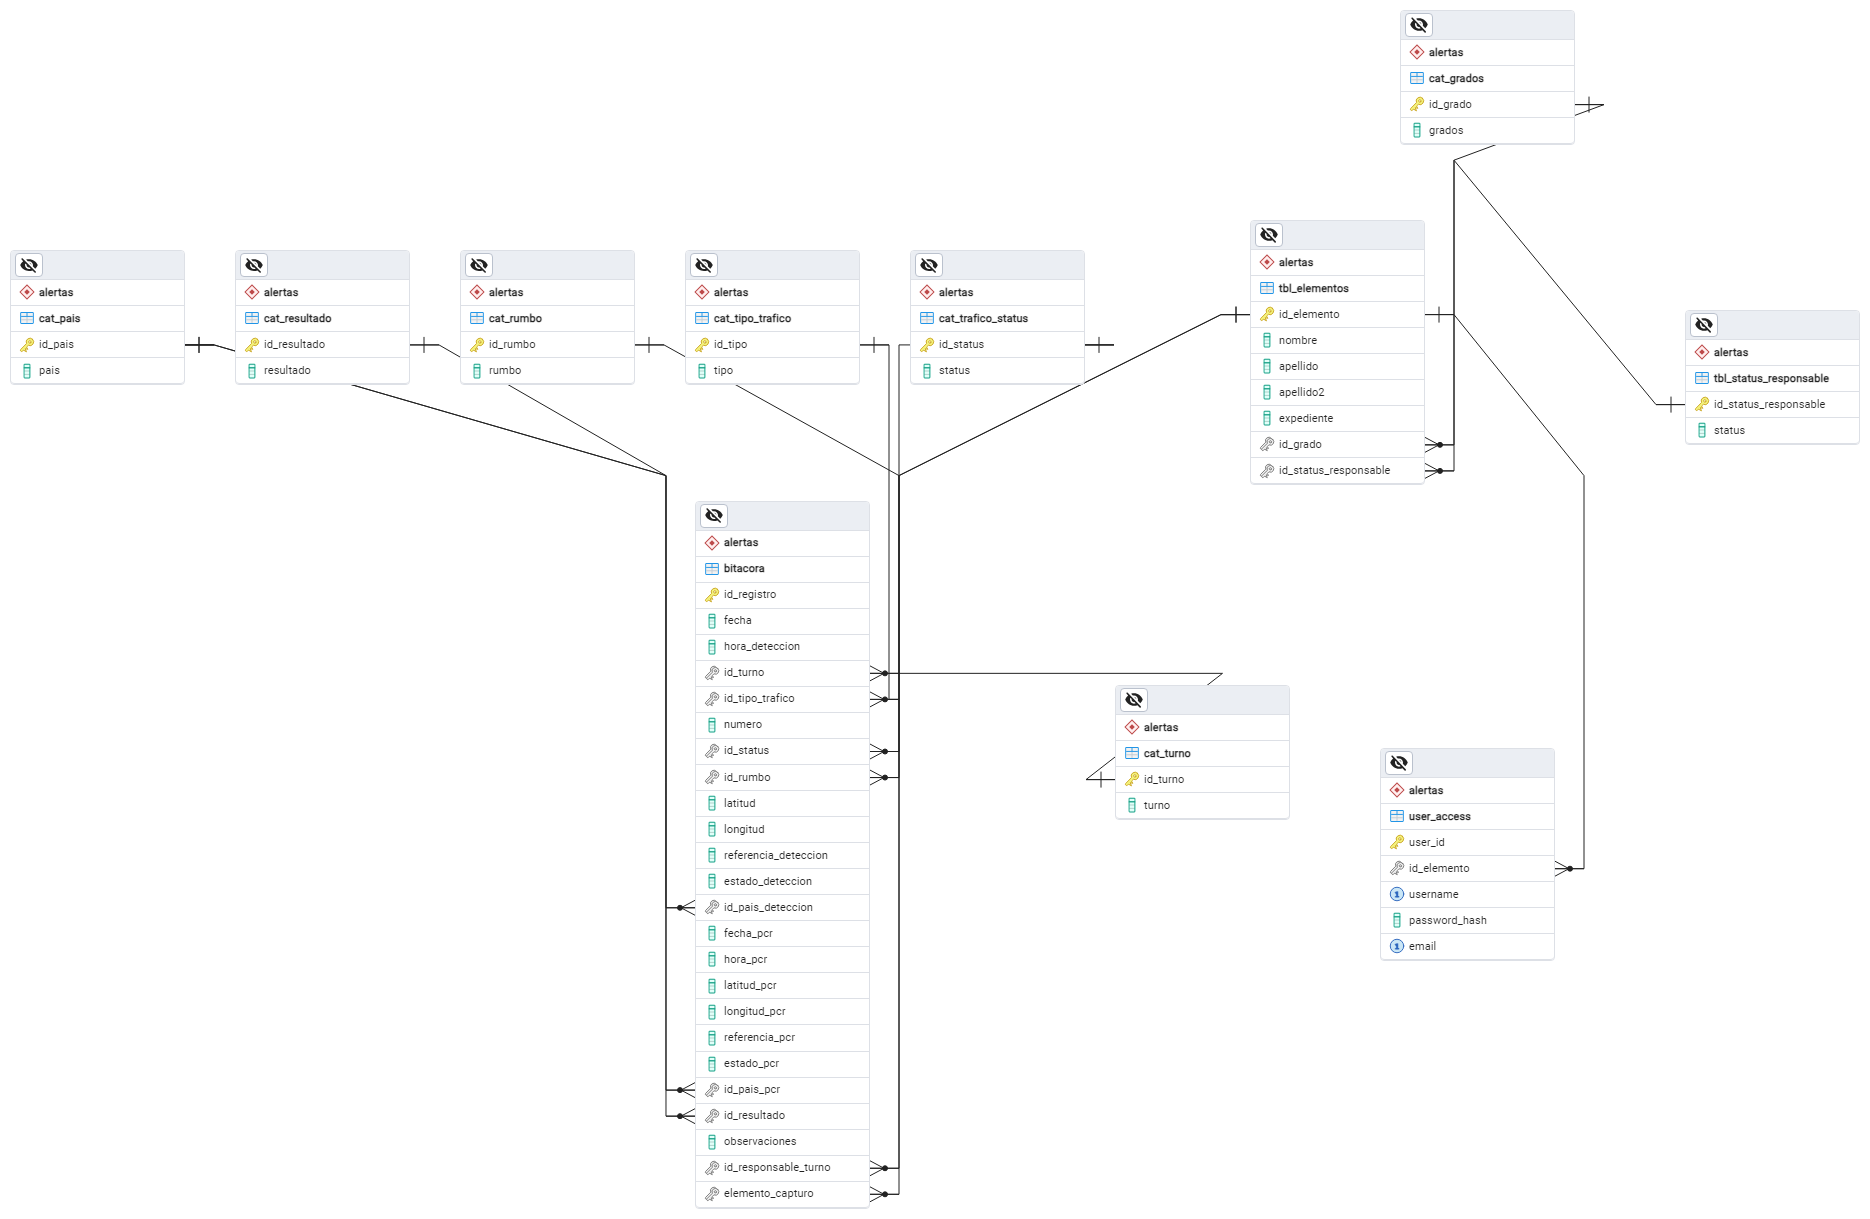 alertas
cat_grados
id_grado
grados
alertas
cat_pais
id_pais
pais
alertas
cat_resultado
id_resultado
resultado
alertas
cat_rumbo
id_rumbo
rumbo
alertas
cat_tipo_trafico
id_tipo
tipo
alertas
cat_trafico_status
id_status
status
alertas
tbl_elementos
id_elemento
nombre
apellido
apellido2
expediente
id_grado
id_status_responsable
alertas
tbl_status_responsable
id_status_responsable
status
alertas
bitacora
id_registro
fecha
hora_deteccion
id_turno
id_tipo_trafico
numero
id_status
id_rumbo
latitud
longitud
referencia_deteccion
estado_deteccion
id_pais_deteccion
fecha_pcr
hora_pcr
latitud_pcr
longitud_pcr
referencia_pcr
estado_pcr
id_pais_pcr
id_resultado
observaciones
id_responsable_turno
elemento_capturo
alertas
cat_turno
id_turno
turno
alertas
user_access
user_id
id_elemento
1 username
password_hash
1 email